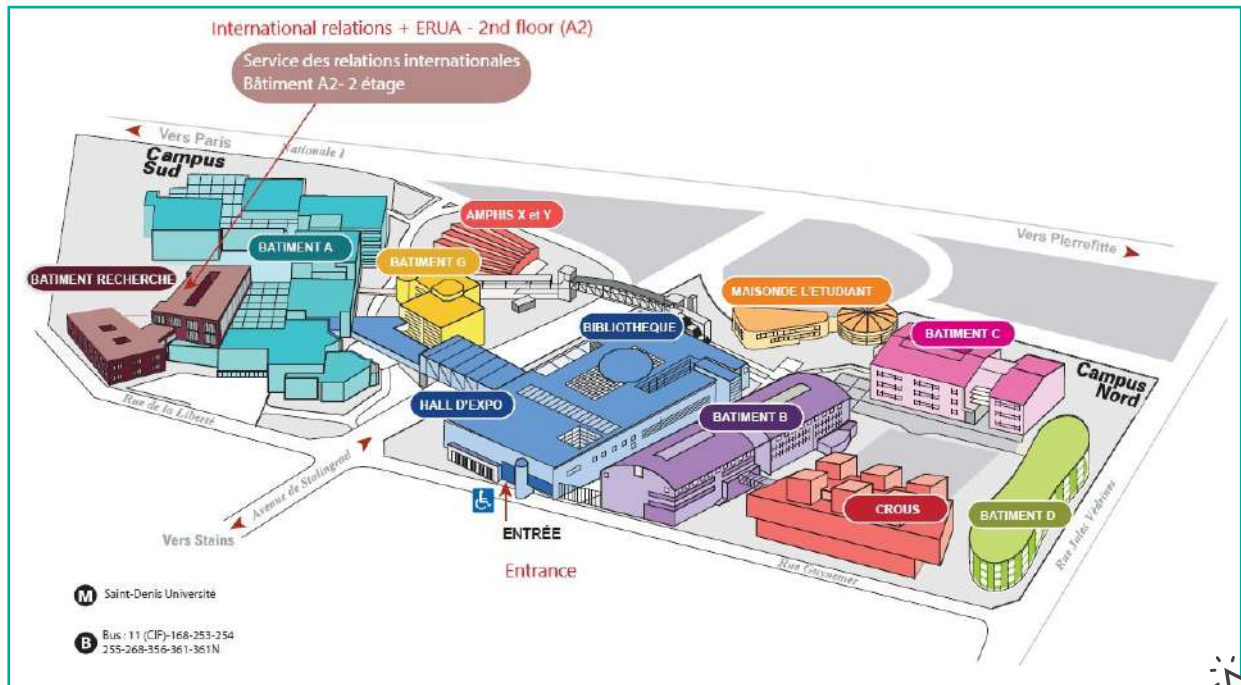 International relations + ERUA - 2nd floor (A2)
Service des relations internationales
Bâtiment A2- 2 étage
Vers Paris
Nationale 1
Campus
Sud
AMPHIS X et Y
Vers Pierrefitte
BATIMENT A
BATIMENT G
BATIMENT RECHERCHE
MAISONDE L'ETUDIANT
BIBLIOTHEQUE
BATIMENT C
Campus
Nord
HALL D'EXPO
BATIMENT B
Rue de la Liberté
Avenue de Stalingrad
CROUS
BATIMENT D
Rue Jules Védrines
Vers Stains
ENTRÉE
Entrance
Rue Guynemer
M Saint-Denis Université
B Bus : 11 (CIF)-168-253-254
255-268-356-361-361N